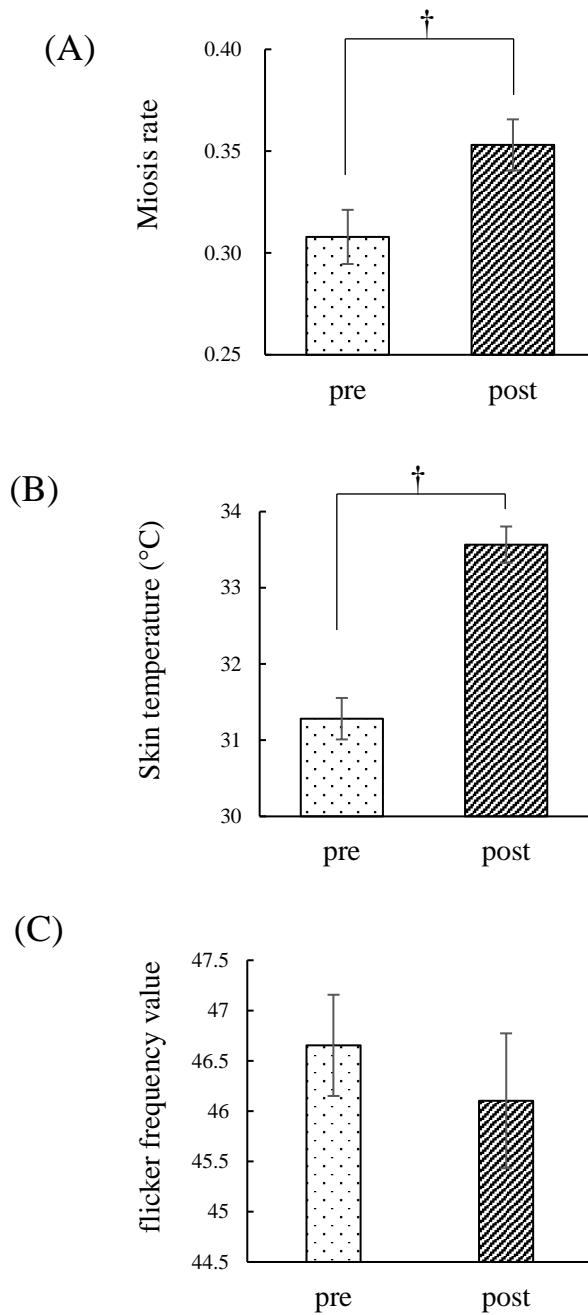 (A)
†
Miosis rate
0.40
0.35
0.30
0.25
pre post
(B)
†
Skin temperature (°C)
34
33
32
31
30
pre post
(C)
flicker frequency value
47.5
47
46.5
46
45.5
45
44.5
pre post